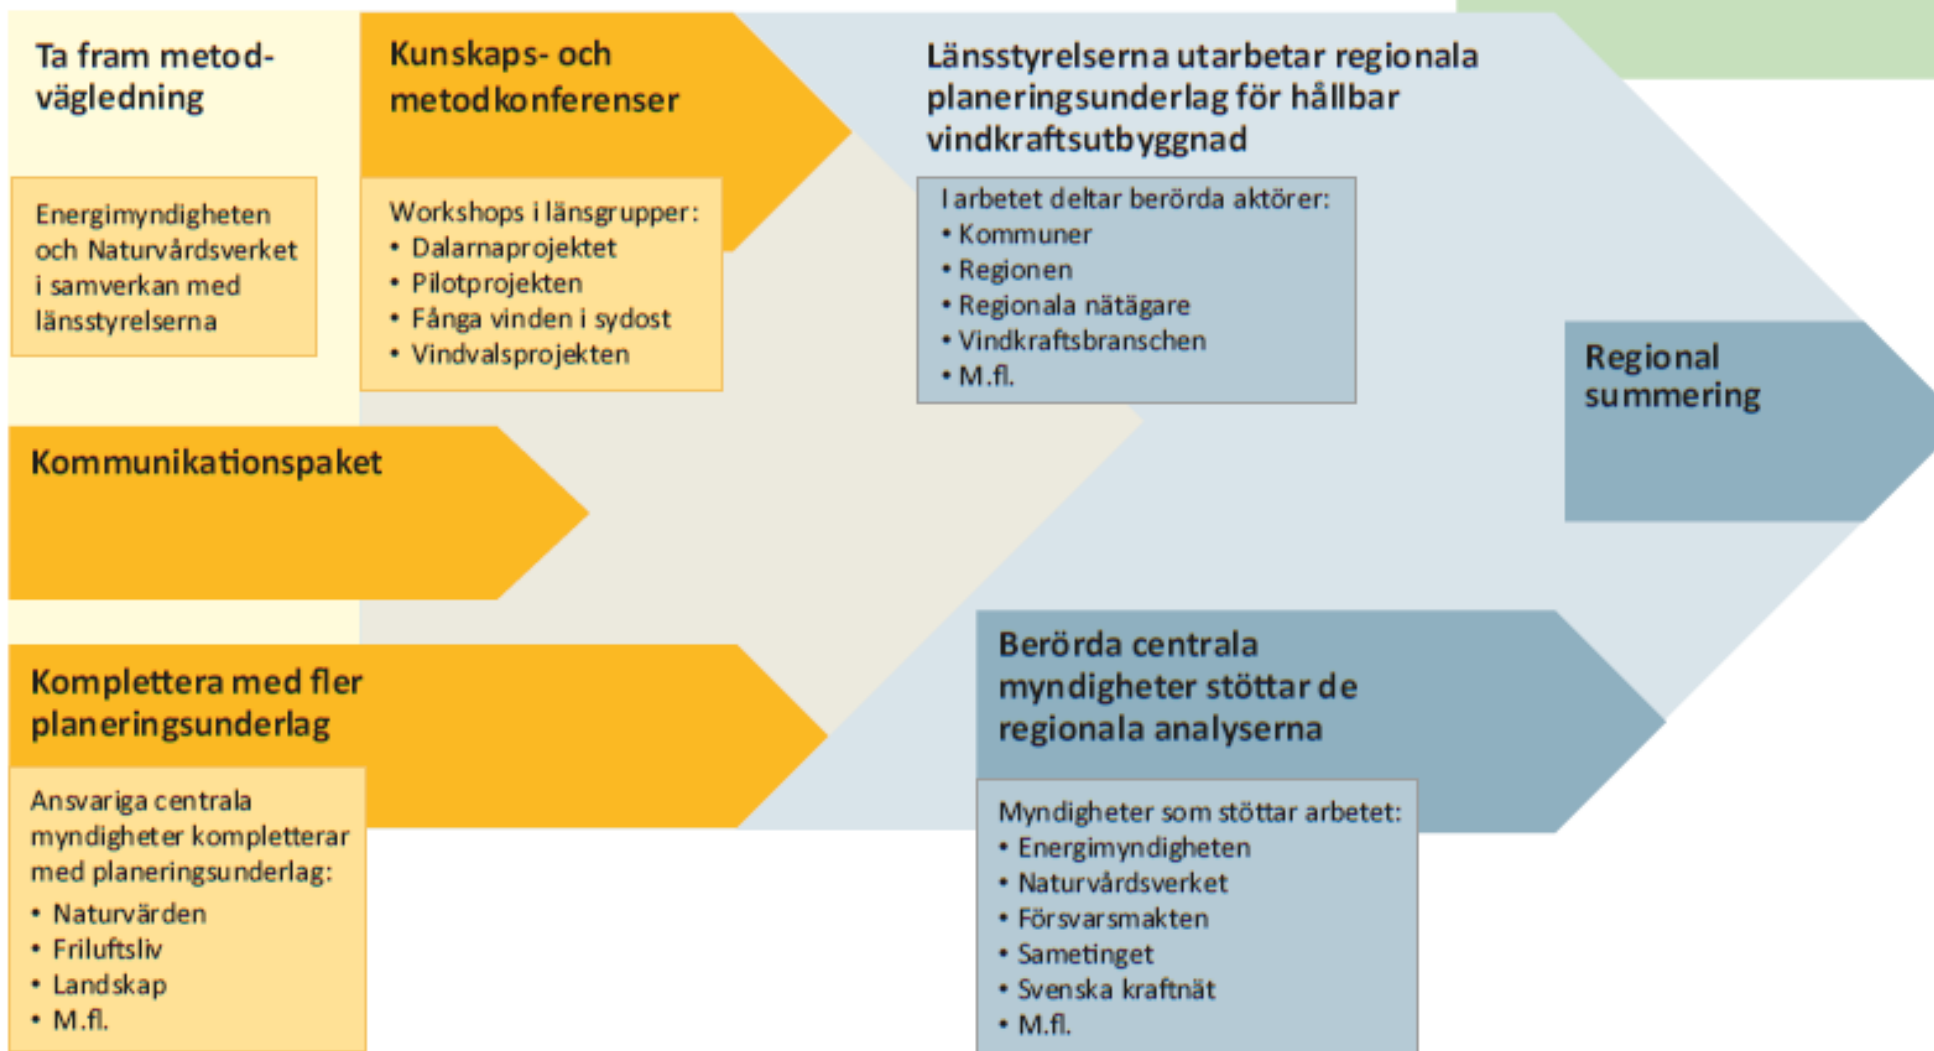 Ta fram metod-
vägledning
Energimyndigheten
och Naturvårdsverket
i samverkan med
länsstyrelserna
Kunskaps- och
metodkonferenser
Workshops i länsgrupper:
• Dalarnaprojektet
• Pilotprojekten
• Fånga vinden i sydost
• Vindvalsprojekten
Länsstyrelserna utarbetar regionala
planeringsunderlag för hållbar
vindkraftsutbyggnad
I arbetet deltar berörda aktörer:
• Kommuner
• Regionen
• Regionala nätägare
• Vindkraftsbranschen
• M.fl.
Regional
summering
Kommunikationspaket
Komplettera med fler
planeringsunderlag
Ansvariga centrala
myndigheter kompletterar
med planeringsunderlag:
• Naturvärden
• Friluftsliv
• Landskap
• M.fl.
Berörda centrala
myndigheter stöttar de
regionala analyserna
Myndigheter som stöttar arbetet:
• Energimyndigheten
• Naturvårdsverket
• Försvarsmakten
• Sametinget
• Svenska kraftnät
• M.fl.